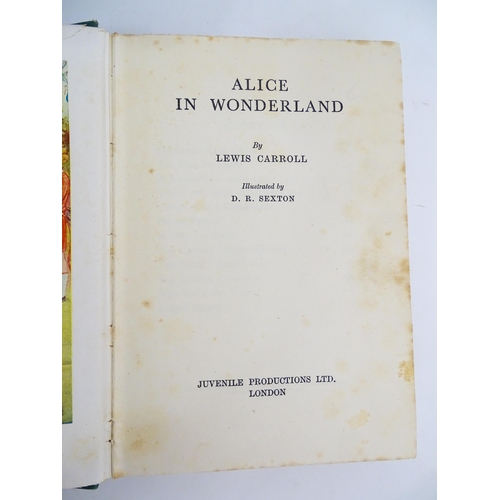 ALICE
IN WONDERLAND
By
LEWIS CARROLL
Illustrated by
D. R. SEXTON
JUVENILE PRODUCTIONS LTD.
LONDON